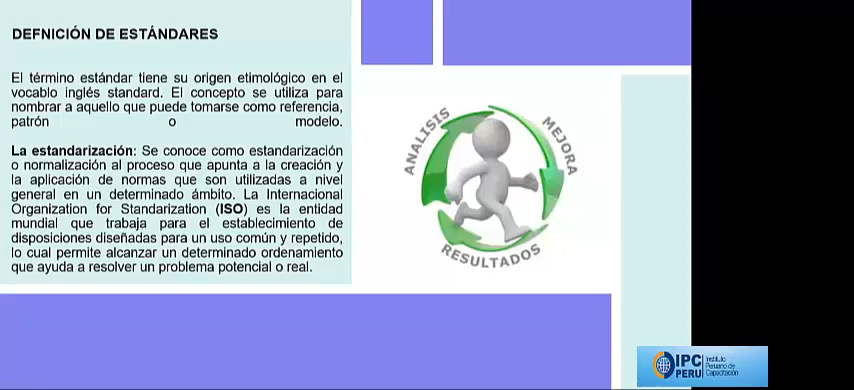 DEFNICIÓN DE ESTÁNDARES
El término estándar tiene su origen etimológico en el
vocablo inglés standard. El concepto se utiliza para
nombrar a aquello que puede tomarse como referencia,
patrón o modelo.
La estandarización: Se conoce como estandarización
o normalización al proceso que apunta a la creación y
la aplicación de normas que son utilizadas a nivel
general en un determinado ámbito. La Internacional
Organization for Standarization (ISO) es la entidad
mundial que trabaja para el establecimiento de
disposiciones diseñadas para un uso común y repetido,
lo cual permite alcanzar un determinado ordenamiento
que ayuda a resolver un problema potencial o real.
ANALISIS
MEJORA
RESULTADOS
IPC
PERU
Instituto
Peruano de
Capacitación